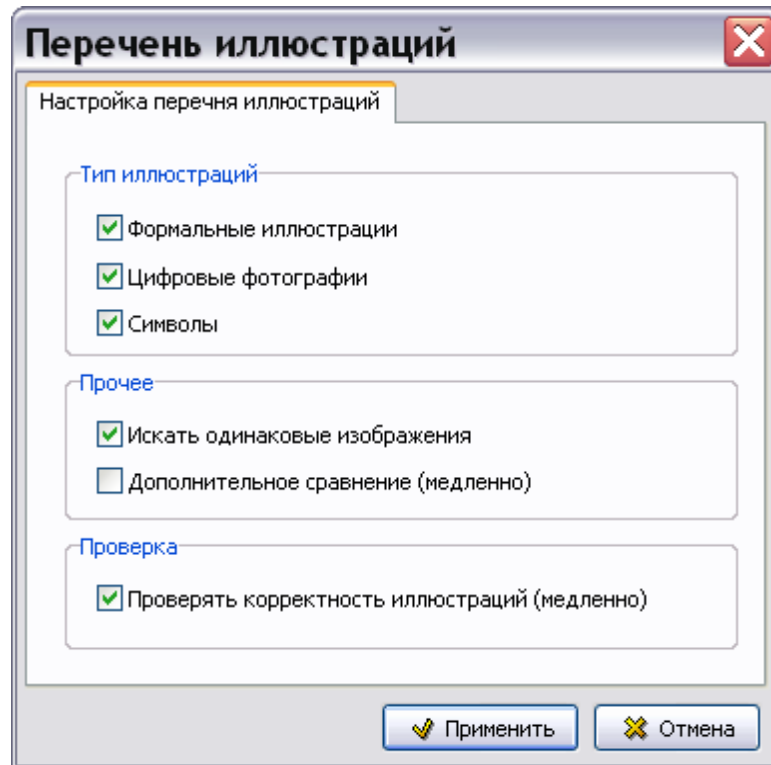 Перечень иллюстраций
Настройка перечня иллюстраций
Тип иллюстраций
Формальные иллюстрации
Цифровые фотографии
Символы
Прочее
Искать одинаковые изображения
Дополнительное сравнение (медленно)
Проверка
Проверять корректность иллюстраций (медленно)
Применить
Отмена